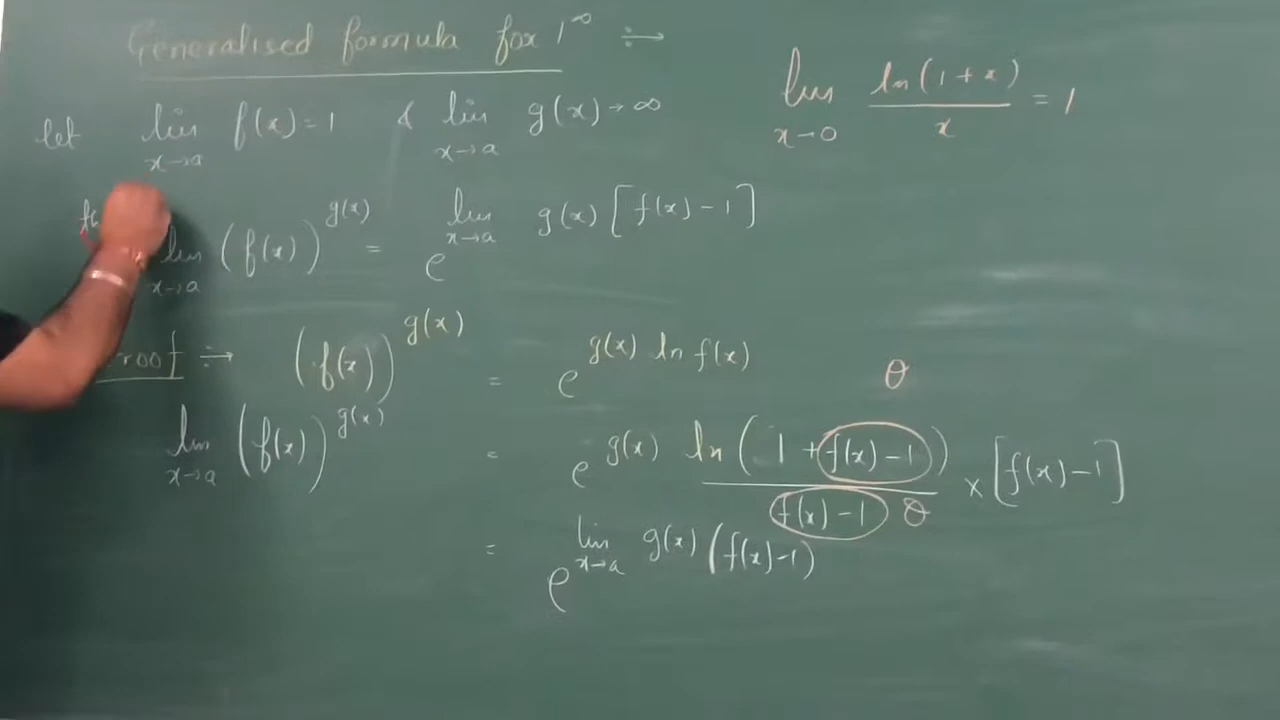 Generalised formula for 1^∞ ÷→
let lim x→a f(x) = 1 & lim x→a g(x) → ∞
lim x→0 ln(1+x)/x = 1
lim x→a (f(x))^g(x) = e^(lim x→a g(x)[f(x)-1])
÷→ (f(x))^g(x) = e^(g(x) ln f(x))
θ
lim x→a (f(x))^g(x) = e^(g(x) ln(1+f(x)-1)/(f(x)-1) × [f(x)-1])
θ
= e^(lim x→a g(x)(f(x)-1))